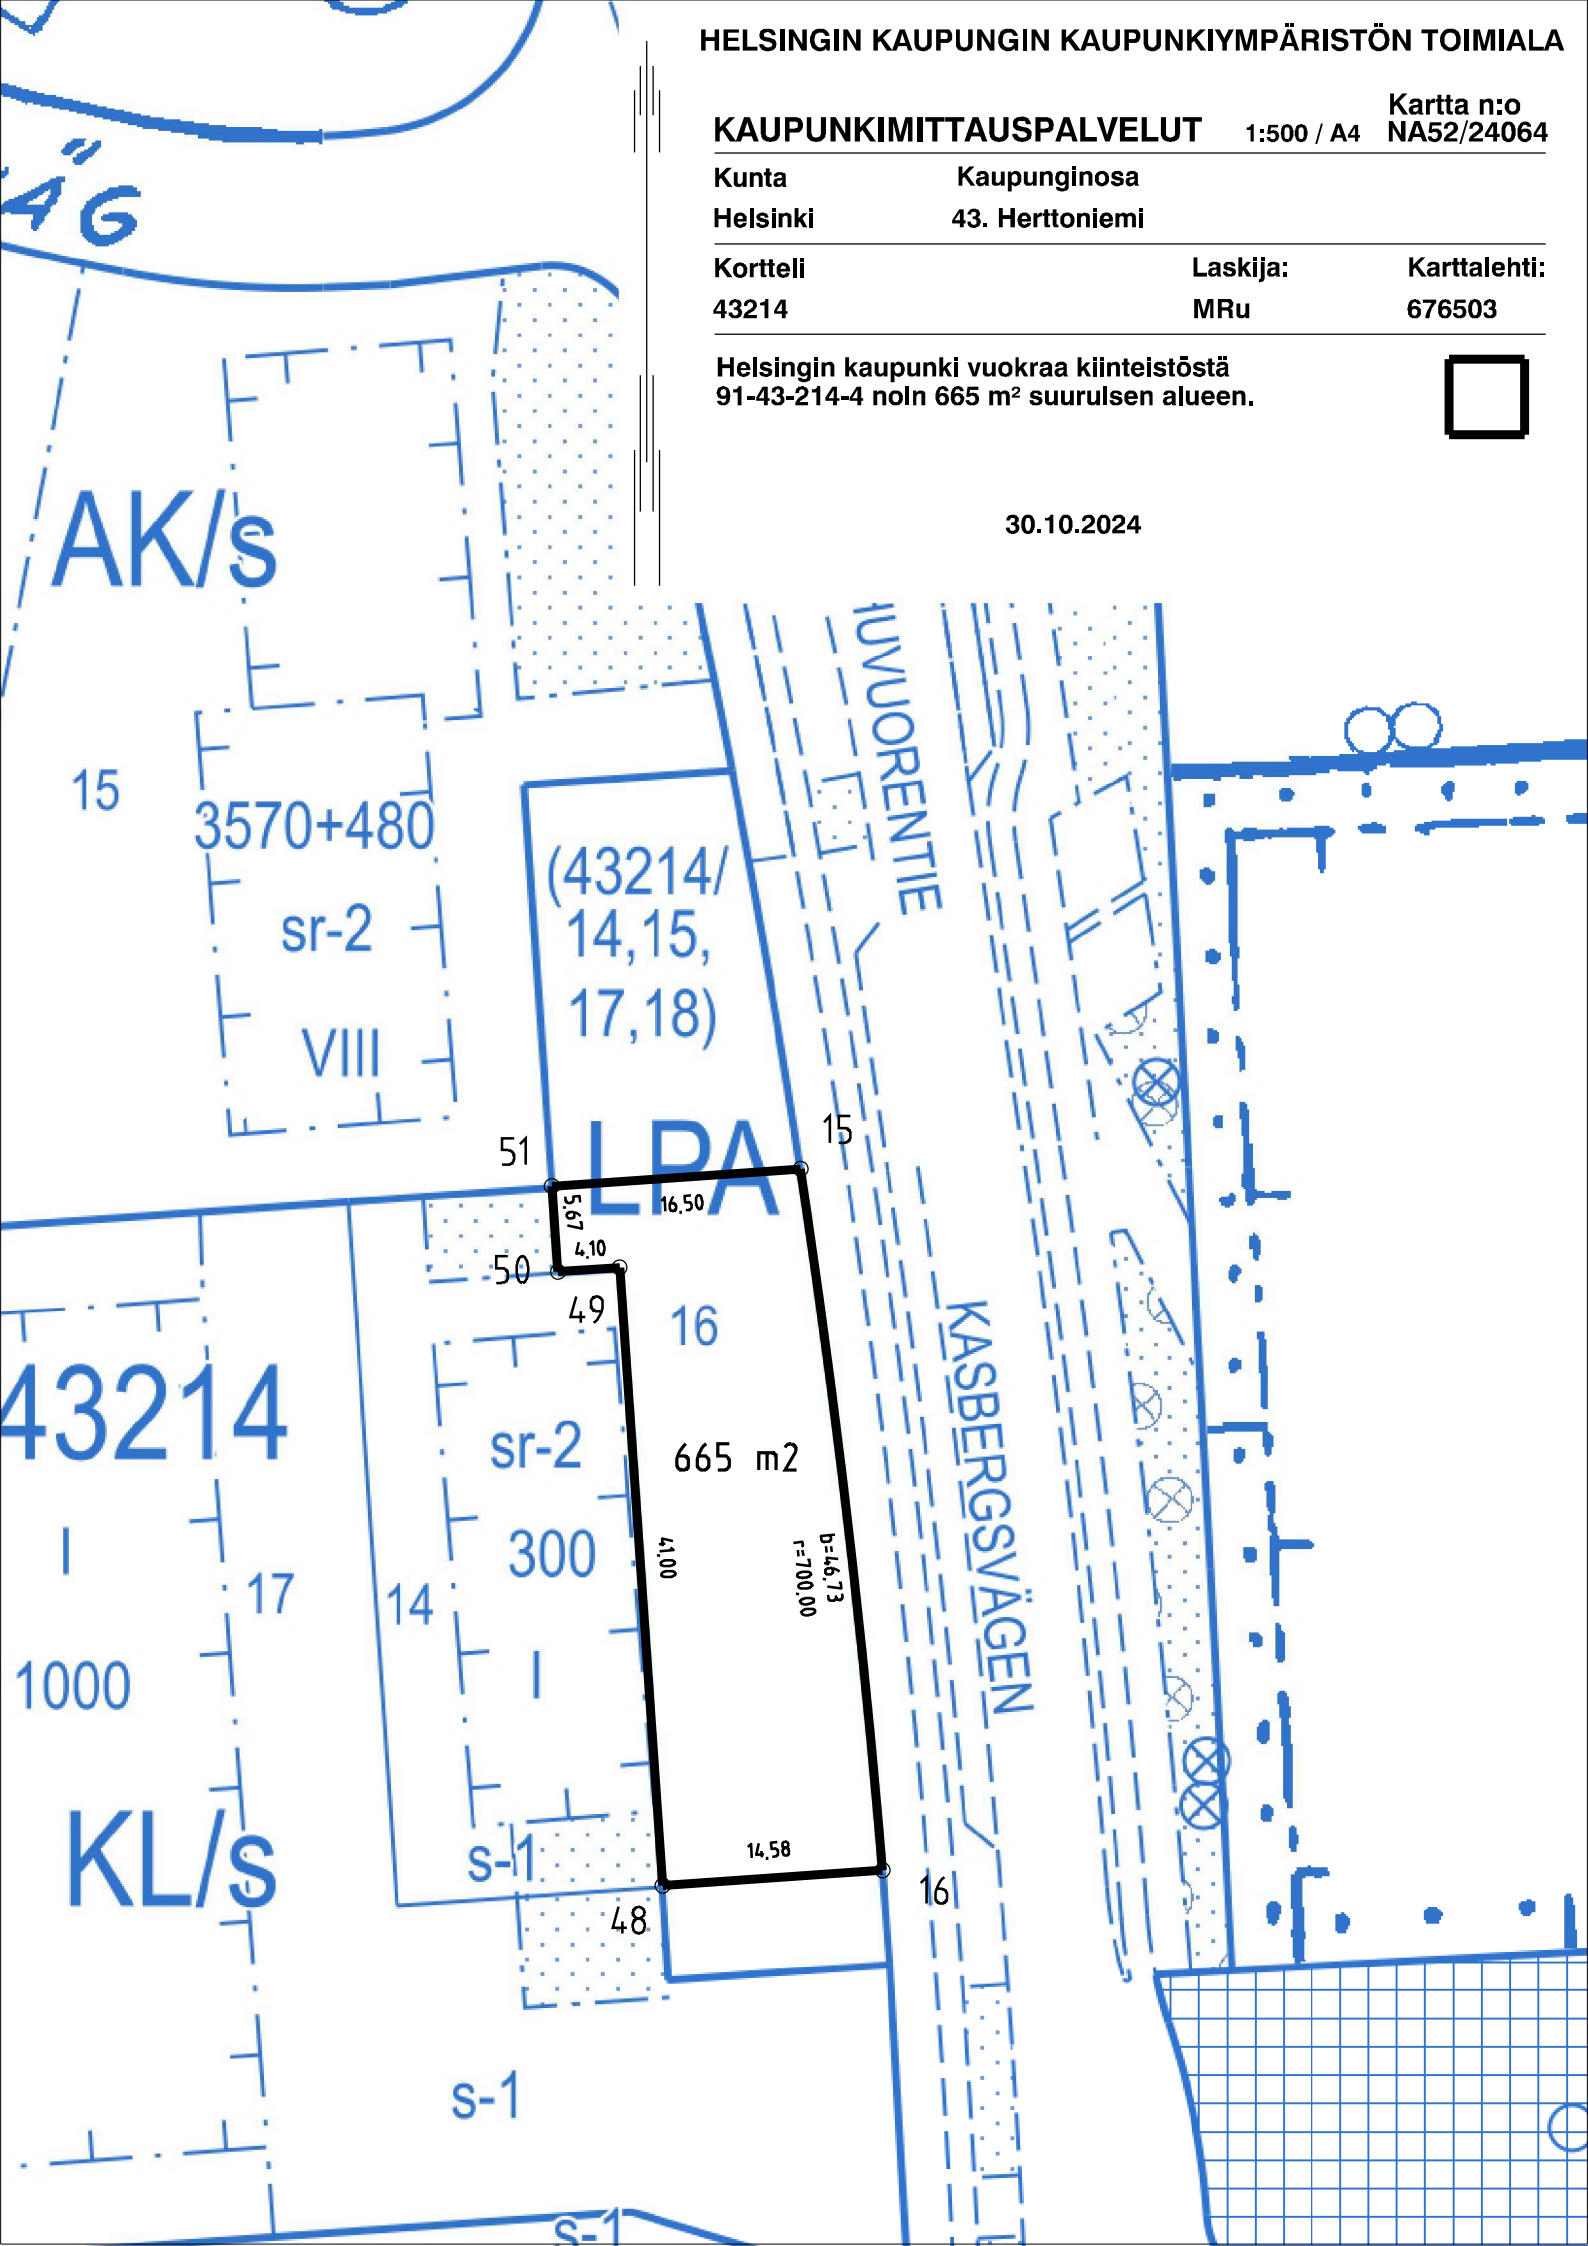 HELSINGIN KAUPUNGIN KAUPUNKIYMPÄRISTÖN TOIMIALA
KAUPUNKIMITTAUSPALVELUT 1:500 / A4 Kartta n:o NA52/24064
Kunta Kaupunginosa
Helsinki 43. Herttoniemi
Kortteli Laskija: Karttalehti:
43214 MRu 676503
Helsingin kaupunki vuokraa kiinteistöstä
91-43-214-4 noin 665 m² suuruisen alueen.
30.10.2024
ÄG
AK/s
15
3570+480
sr-2
VIII
(43214/
14,15,
17,18)
LPA
UVUORENTIE
51
15
16.50
5.67
4.10
50
49
16
43214
sr-2
665 m2
300
I
17
14
41.00
b=46.73
r=700.00
KASBERGSVÄGEN
I
1000
KL/s
s-1
14.58
48
16
s-1
s-1